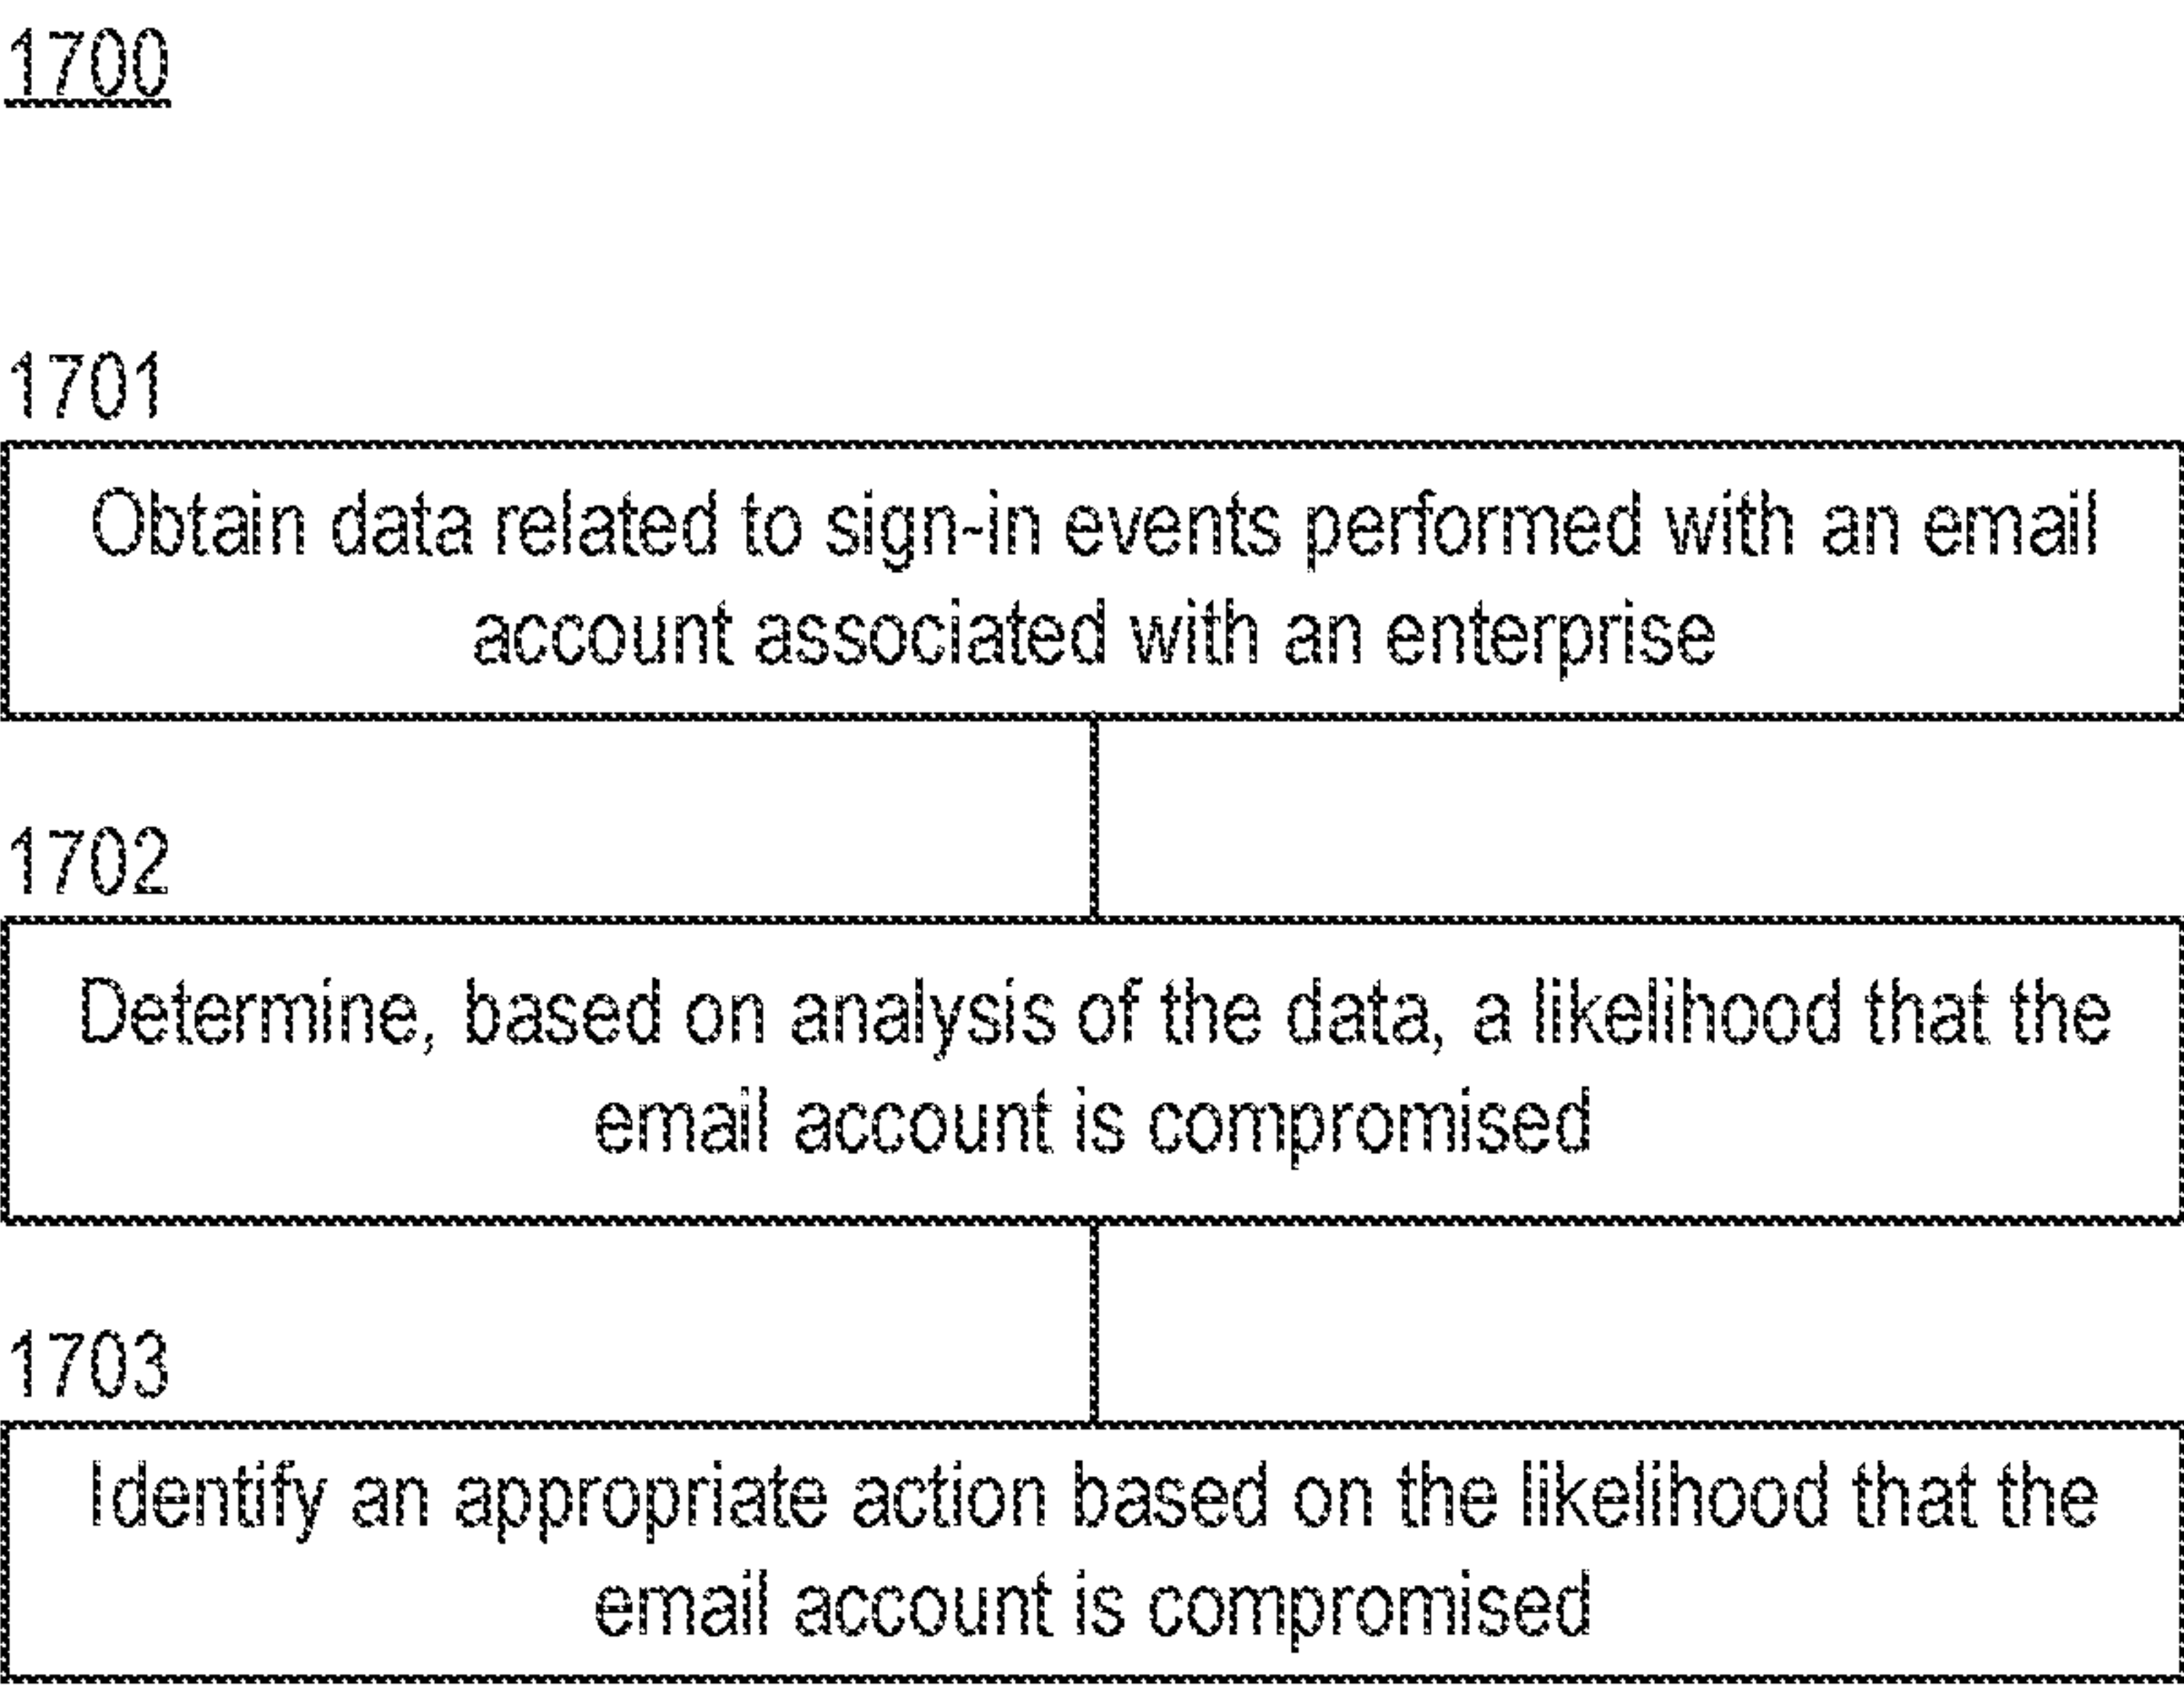 1700
1701
Obtain data related to sign-in events performed with an email
account associated with an enterprise
1702
Determine, based on analysis of the data, a likelihood that the
email account is compromised
1703
Identify an appropriate action based on the likelihood that the
email account is compromised